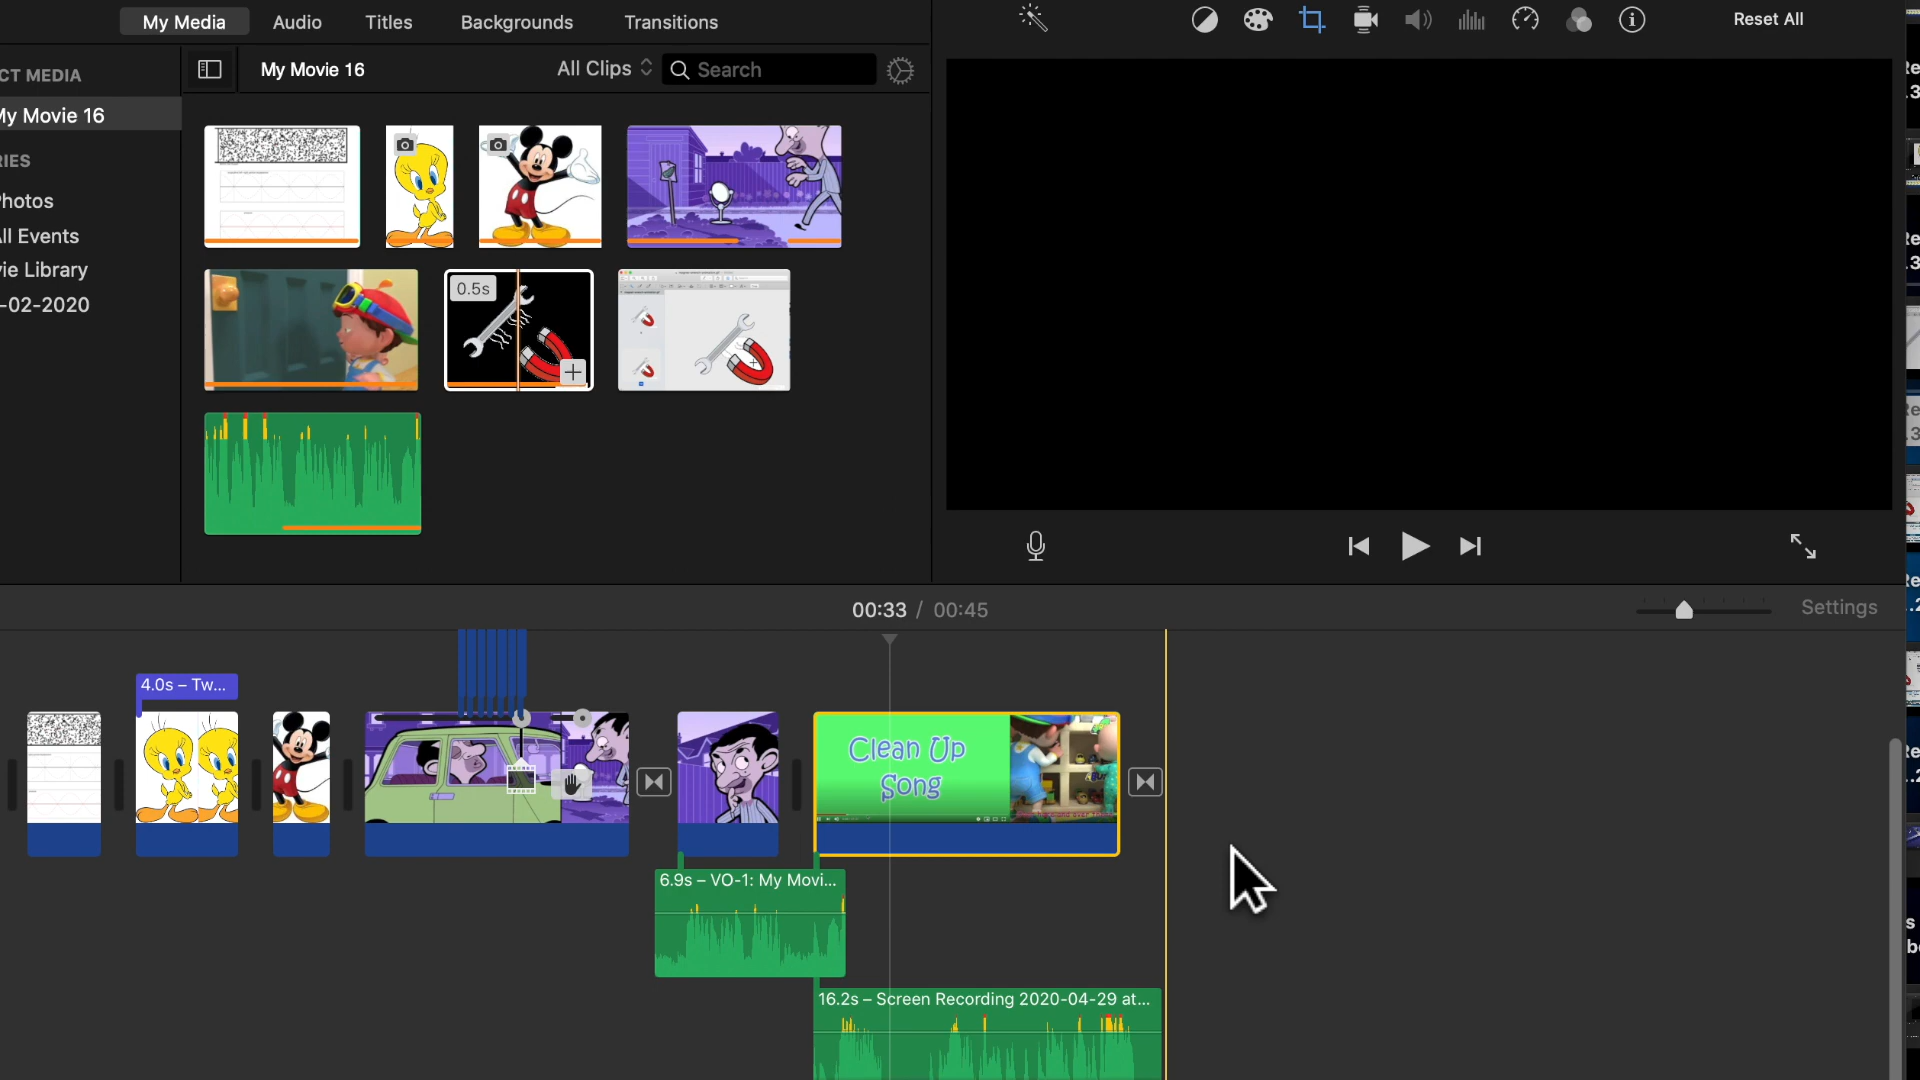 My Media
Audio
Titles
Backgrounds
Transitions
Reset All
CT MEDIA
My Movie 16
All Clips
Search
My Movie 16
IES
hotos
ll Events
ie Library
-02-2020
0.5s
00:33 / 00:45
Settings
4.0s – Tw...
Clean Up
Song
6.9s – VO-1: My Movi...
16.2s – Screen Recording 2020-04-29 at...